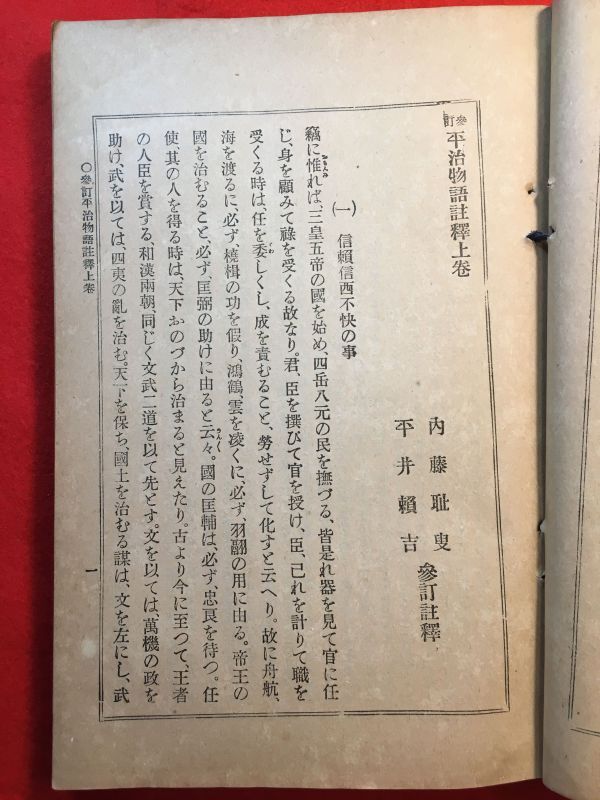 參訂平治物語註釋上卷
內藤耻叟
平井賴吉
參訂註釋
(一) 信賴信西不快の事
竊に惟れば、三皇五帝の國を始め、四岳八元の民を撫づる、皆是れ器を見て官に任
じ、身を顧みて祿を受くる故なり。君、臣を撰びて官を授け、臣、己れを計りて職を
受くる時は、任を委しくし、成を責むること、勞せずして化すと云へり。故に舟航、
海を渡るに、必ず、橈楫の功を假り、鴻鶴、雲を凌ぐに、必ず、羽翮の用に由る。帝王の
國を治むること、必ず、匡弼の助けに由ると云々。國の匡輔は、必ず、忠良を待つ。任
使、其の人を得る時は、天下おのづから治まると見えたり。古より今に至つて、王者
の人臣を賞する、和漢兩朝、同じく文武二道を以て先とす。文を以ては、萬機の政を
助け、武を以ては、四夷の亂を治む。天下を保ち、國土を治むる謀は、文を左にし、武
〇參訂平治物語註釋上卷
一